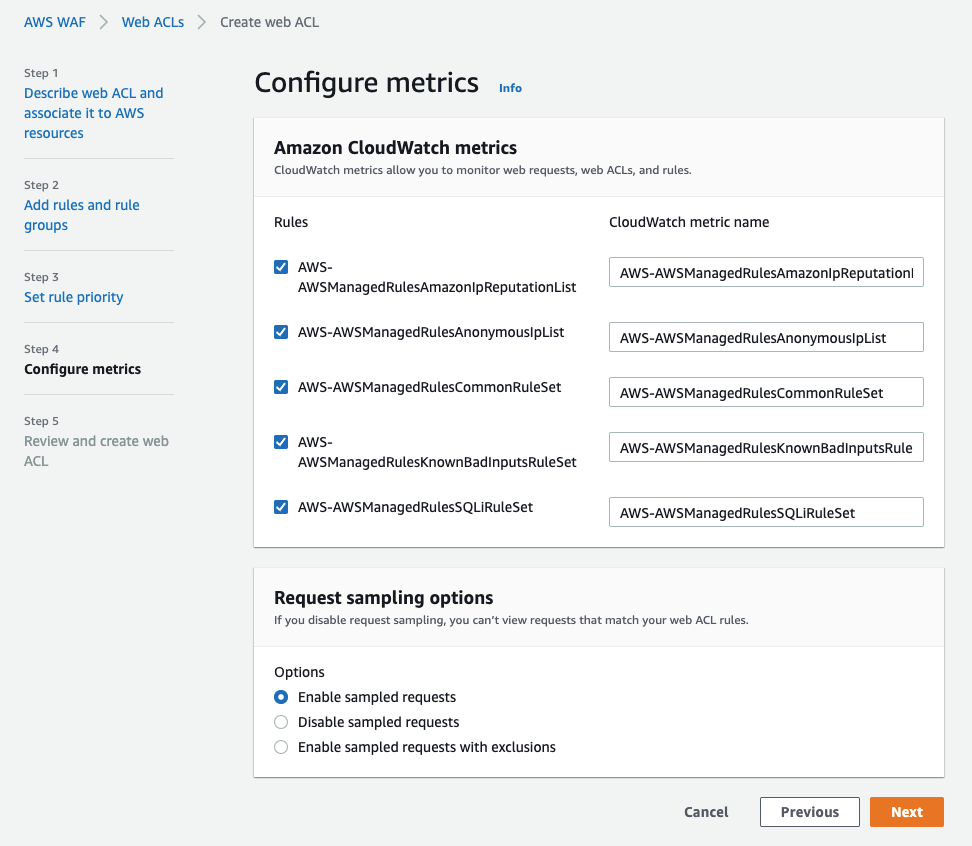 AWS WAF > Web ACLs > Create web ACL
Step 1
Describe web ACL and
associate it to AWS
resources
Step 2
Add rules and rule
groups
Step 3
Set rule priority
Step 4
Configure metrics
Step 5
Review and create web
ACL
Configure metrics Info
Amazon CloudWatch metrics
CloudWatch metrics allow you to monitor web requests, web ACLs, and rules.
Rules CloudWatch metric name
AWS-
AWSManagedRulesAmazonIpReputationList
AWS-AWSManagedRulesAmazonIpReputationl
AWS-AWSManagedRulesAnonymousIpList AWS-AWSManagedRulesAnonymousIpList
AWS-AWSManagedRulesCommonRuleSet AWS-AWSManagedRulesCommonRuleSet
AWS-
AWSManagedRulesKnownBadInputsRuleSet
AWS-AWSManagedRulesKnownBadInputsRule
AWS-AWSManagedRulesSQLiRuleSet AWS-AWSManagedRulesSQLiRuleSet
Request sampling options
If you disable request sampling, you can't view requests that match your web ACL rules.
Options
Enable sampled requests
Disable sampled requests
Enable sampled requests with exclusions
Cancel Previous Next